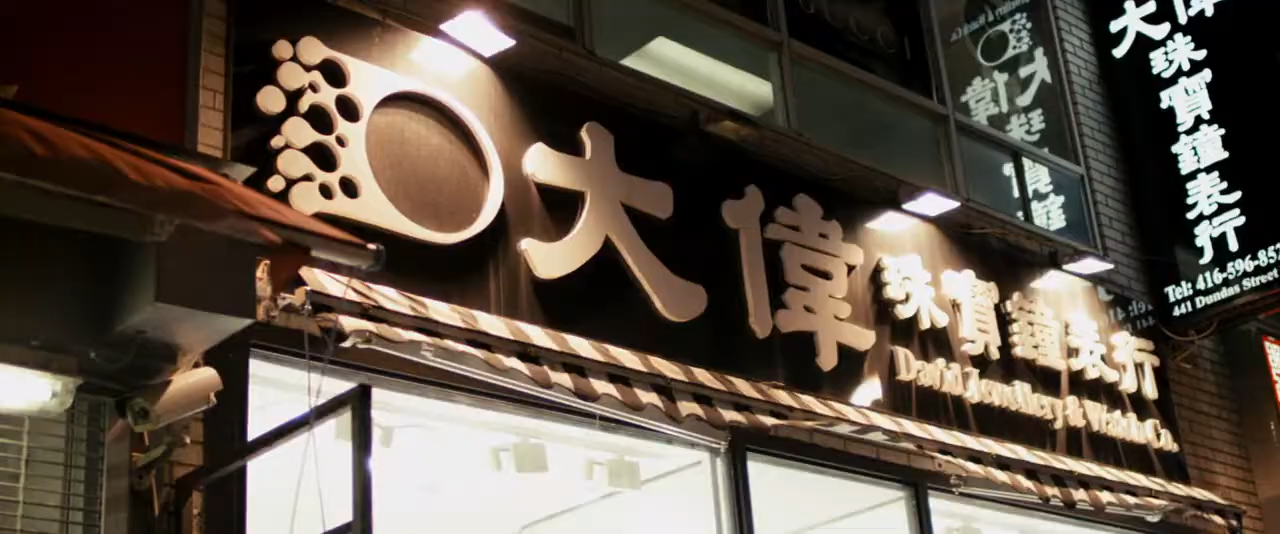 大偉
珠寶鐘表行
David Jewellery & Watch Co.
大偉珠寶鐘表行
Tel: 416-596-85
441 Dundas Street